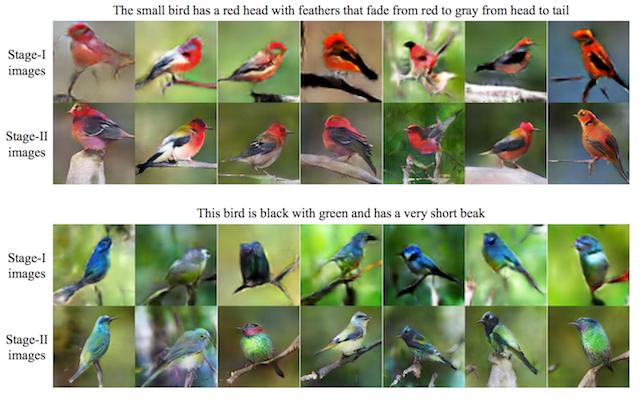 The small bird has a red head with feathers that fade from red to gray from head to tail
Stage-I
images
Stage-II
images
This bird is black with green and has a very short beak
Stage-I
images
Stage-II
images